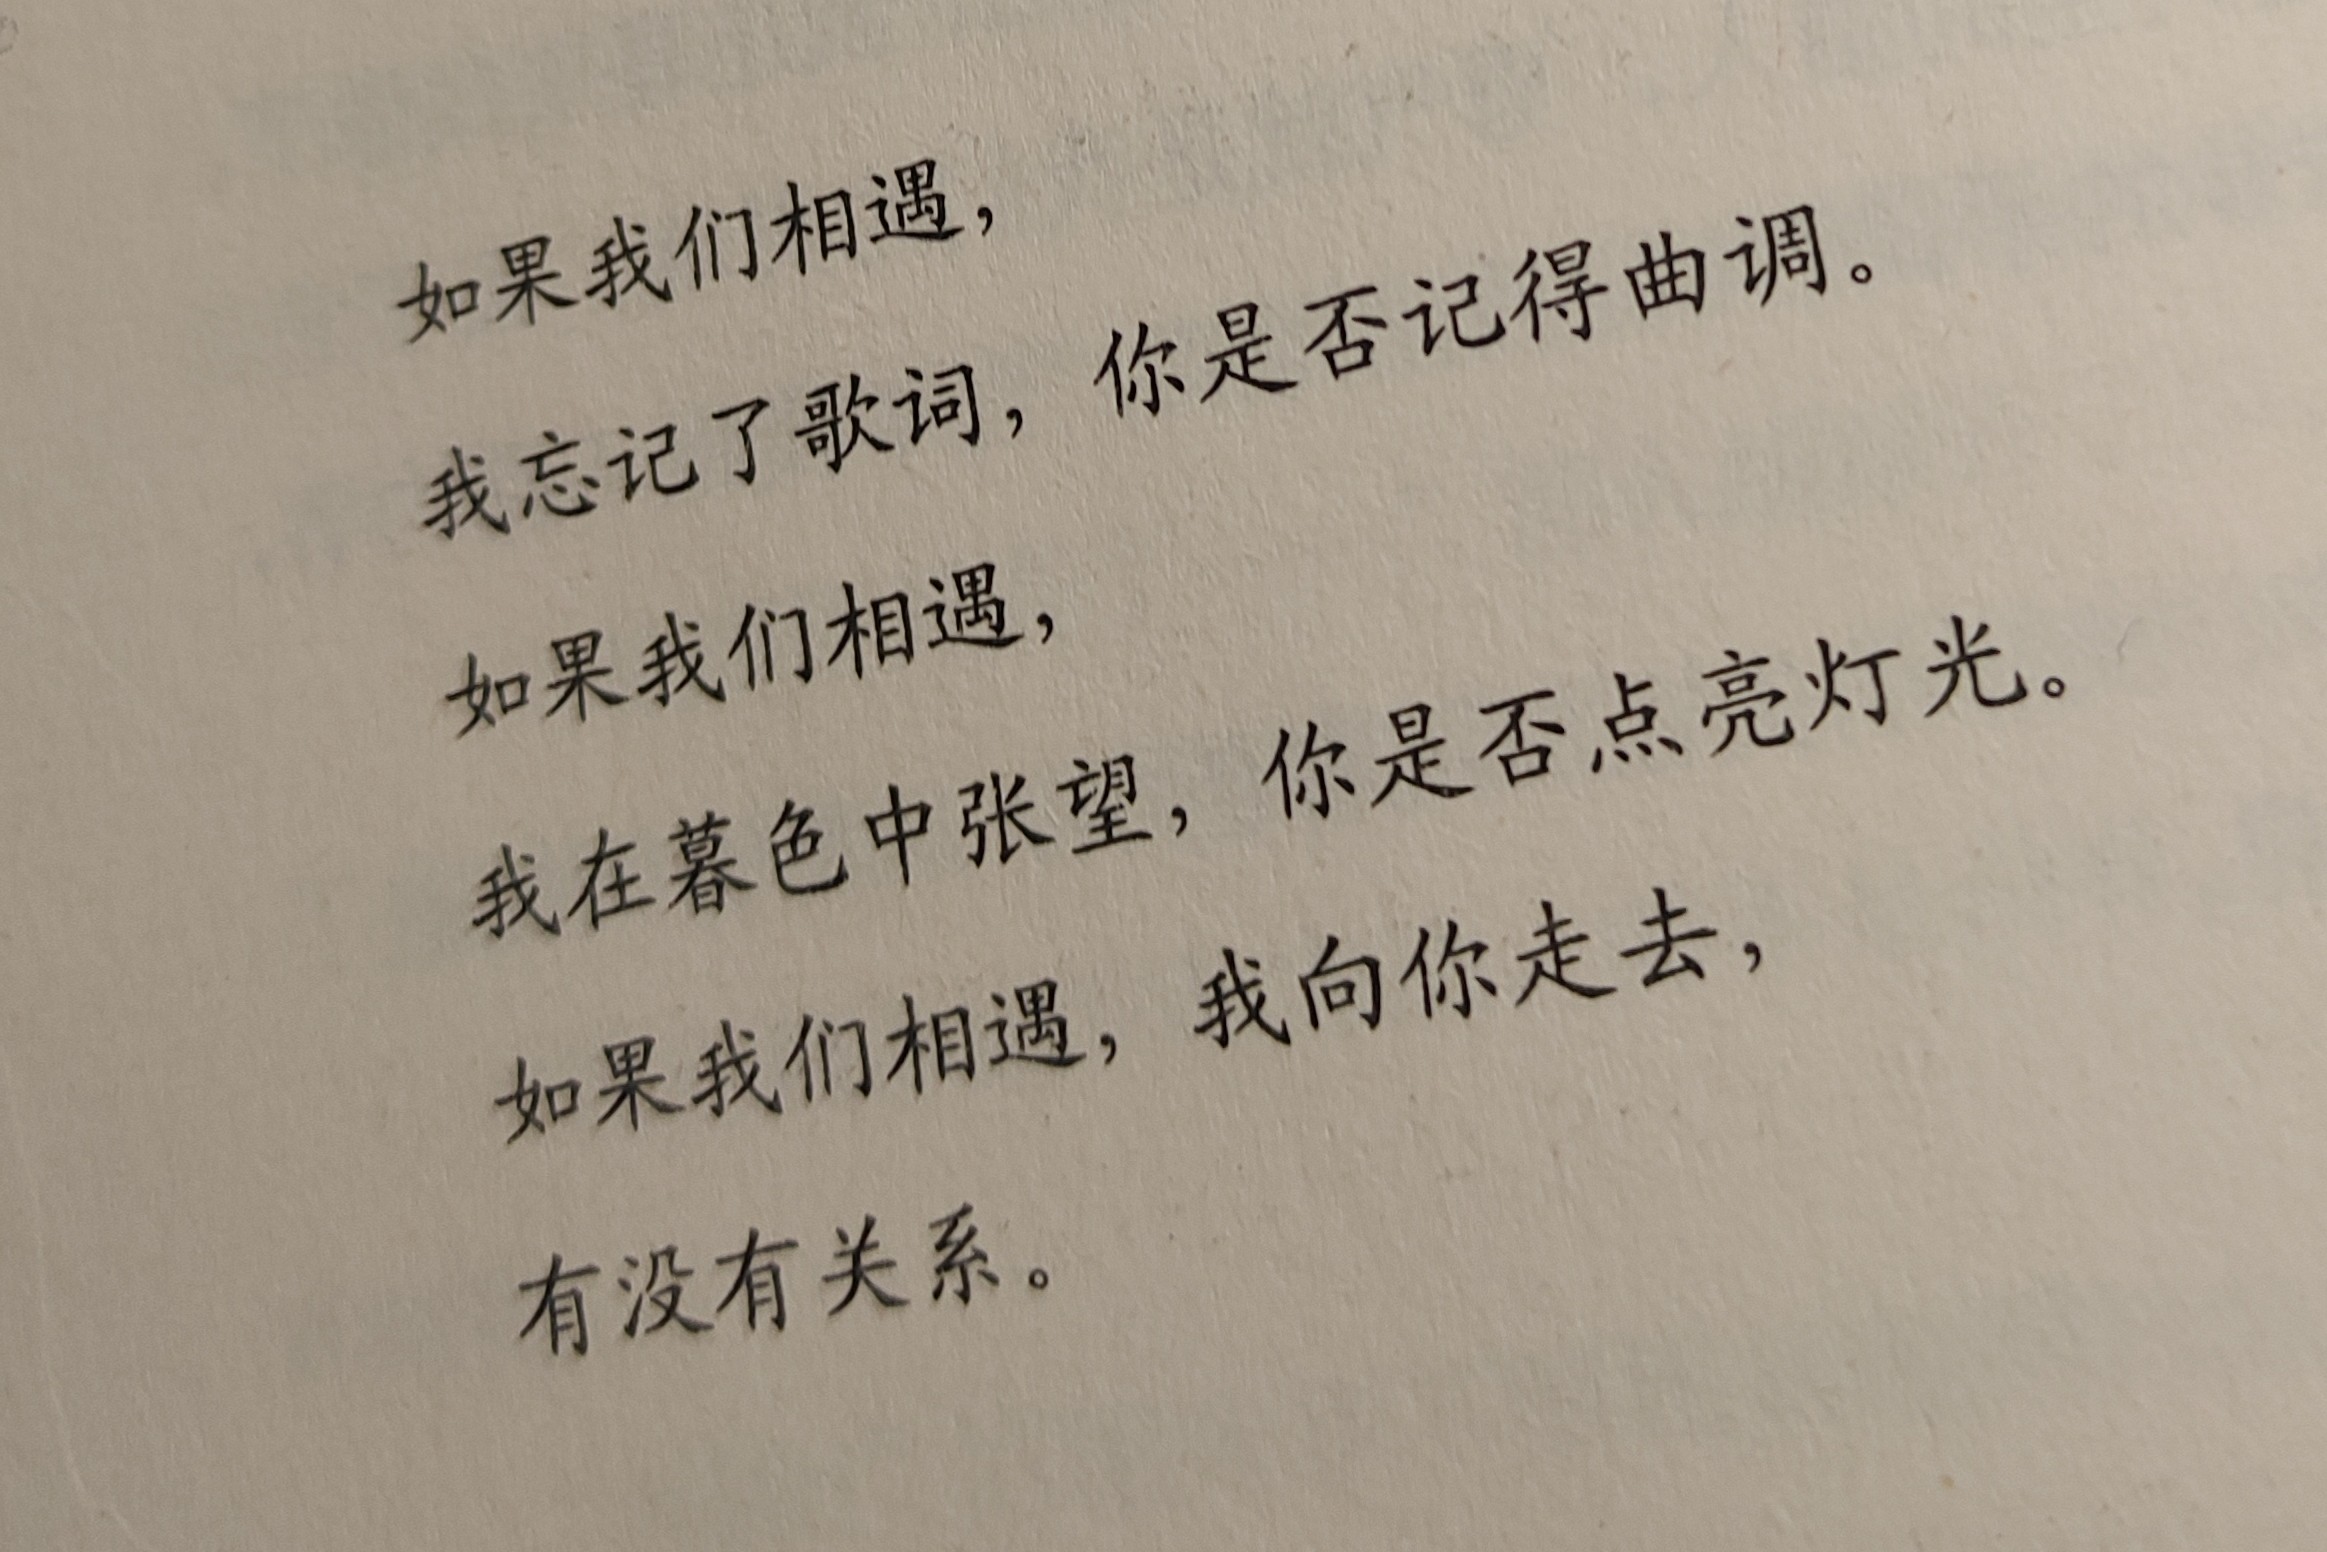 如果我们相遇，
我忘记了歌词，你是否记得曲调。
如果我们相遇，
我在暮色中张望，你是否点亮灯光。
如果我们相遇，我向你走去，
有没有关系。